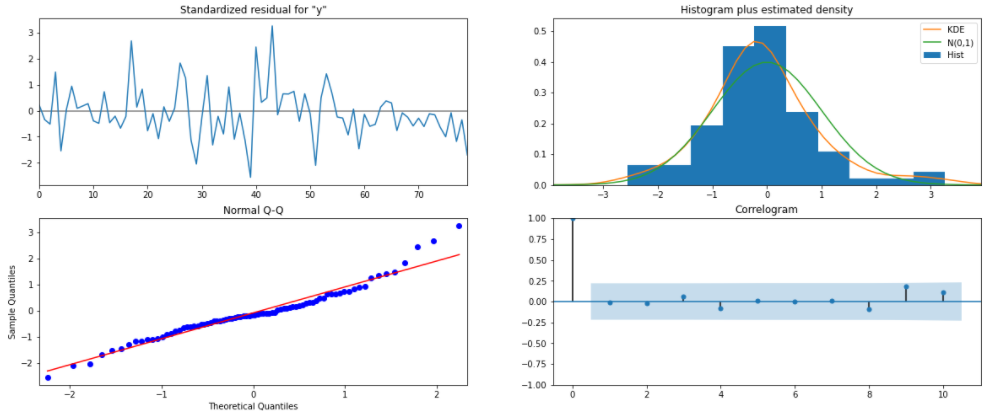 Standardized residual for "y"
3
2
1
0
-1
-2
0 10 20 30 40 50 60 70
Histogram plus estimated density
KDE
N(0,1)
Hist
0.5
0.4
0.3
0.2
0.1
0.0
-3 -2 -1 0 1 2 3
Normal Q-Q
Sample Quantiles
3
2
1
0
-1
-2
-2 -1 0 1 2
Theoretical Quantiles
Correlogram
1.00
0.75
0.50
0.25
0.00
-0.25
-0.50
-0.75
-1.00
0 2 4 6 8 10